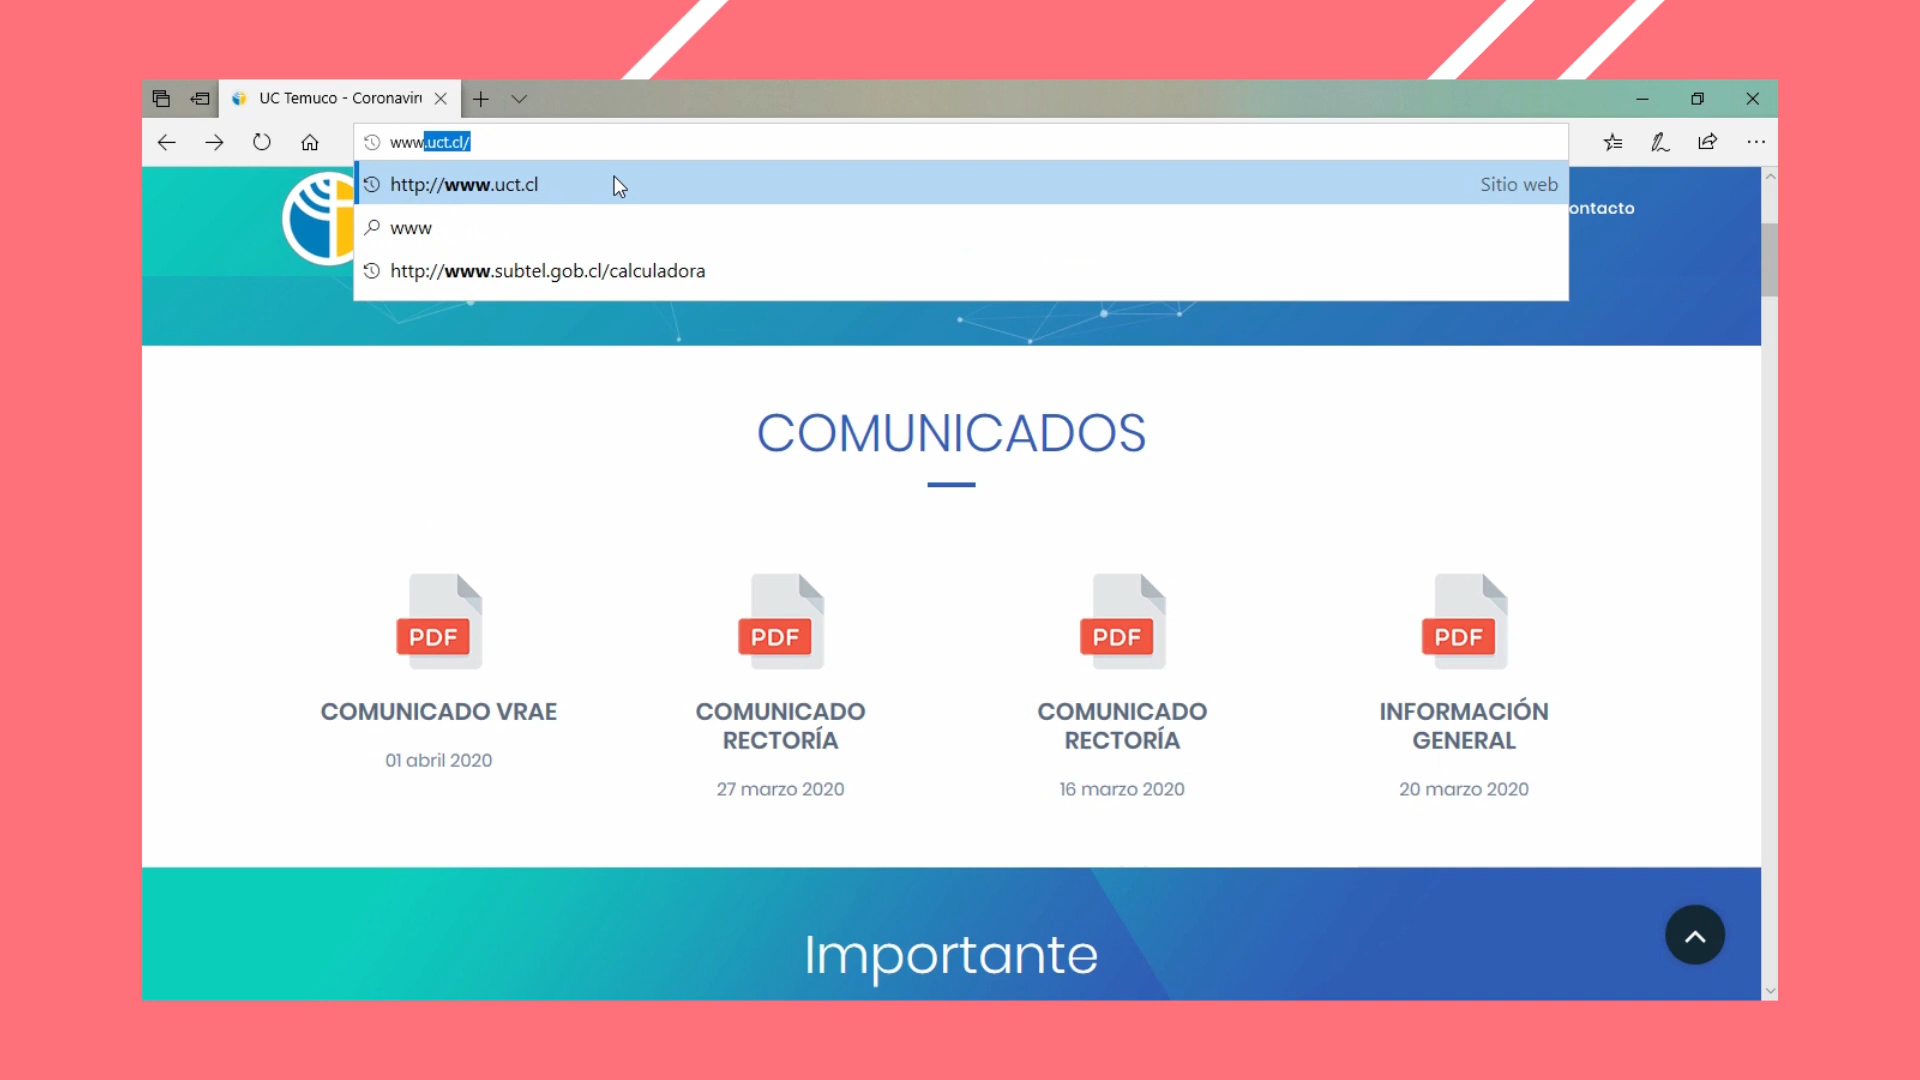 UC Temuco - Coronaviru
www.uct.cl/
http://www.uct.cl
Sitio web
ontacto
www
http://www.subtel.gob.cl/calculadora
COMUNICADOS
PDF
PDF
PDF
PDF
COMUNICADO VRAE
01 abril 2020
COMUNICADO
RECTORÍA
27 marzo 2020
COMUNICADO
RECTORÍA
16 marzo 2020
INFORMACIÓN
GENERAL
20 marzo 2020
Importante